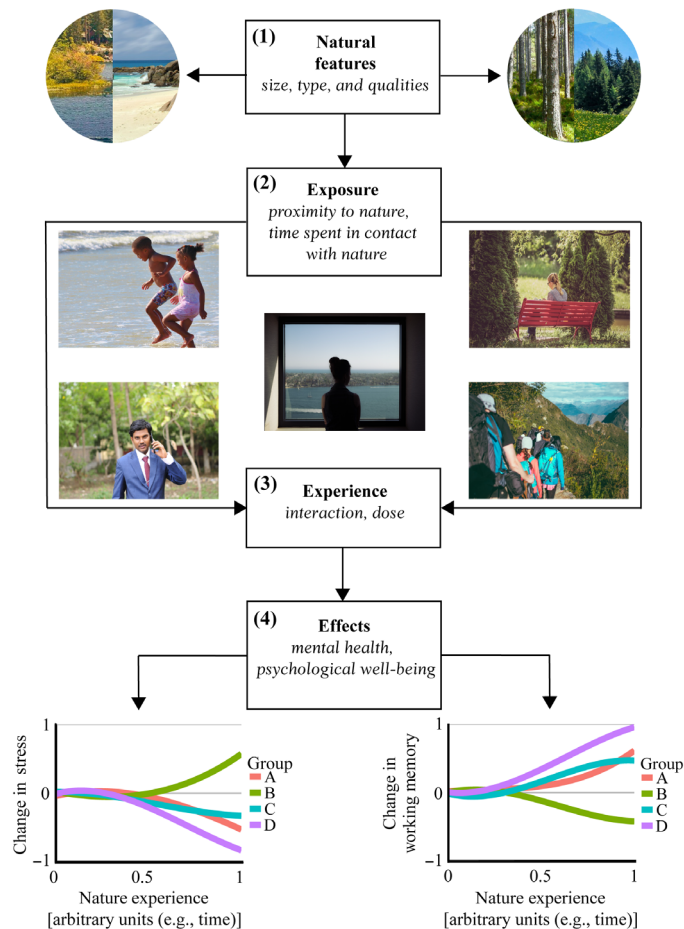 (1) Natural
features
size, type, and qualities
(2) Exposure
proximity to nature,
time spent in contact
with nature
(3) Experience
interaction, dose
(4) Effects
mental health,
psychological well-being
1
0
−1
Change in stress
0
0.5
1
Nature experience
[arbitrary units (e.g., time)]
Group
A
B
C
D
1
0
−1
Change in
working memory
0
0.5
1
Nature experience
[arbitrary units (e.g., time)]
Group
A
B
C
D